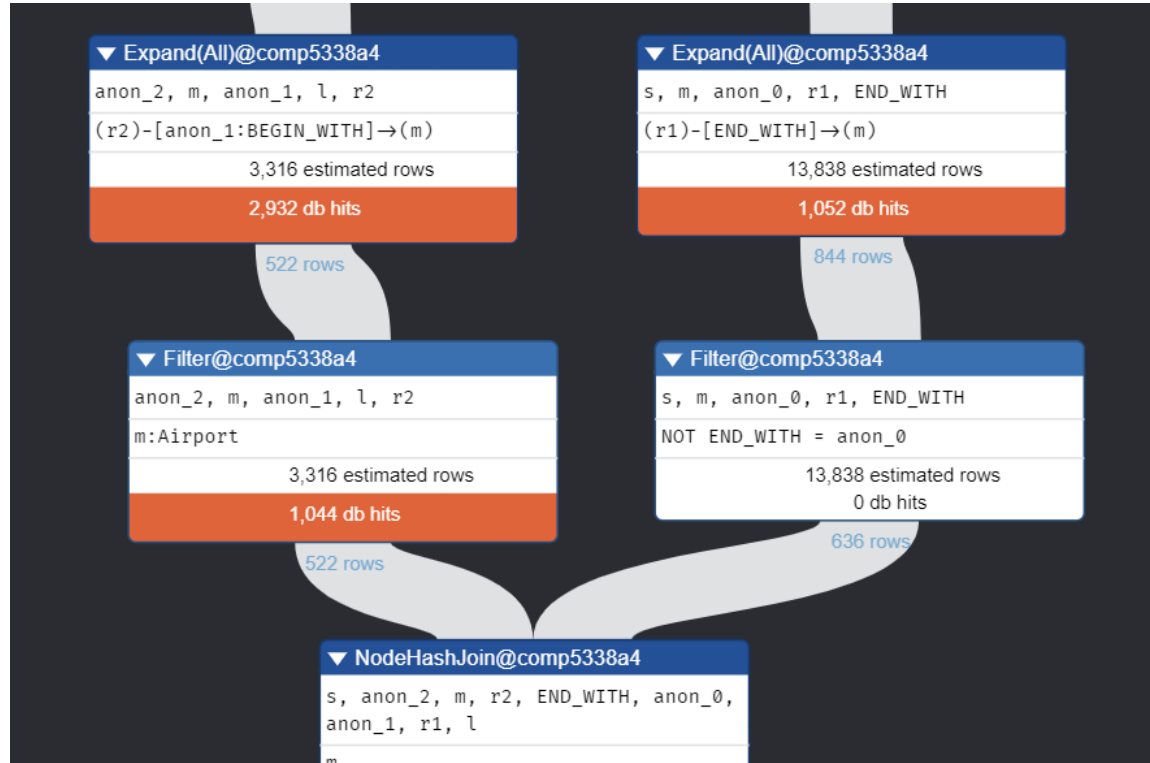 Expand(All)@comp5338a4
anon_2, m, anon_1, l, r2
(r2)-[anon_1:BEGIN_WITH]→(m)
3,316 estimated rows
2,932 db hits
522 rows
Expand(All)@comp5338a4
s, m, anon_0, r1, END_WITH
(r1)-[END_WITH]→(m)
13,838 estimated rows
1,052 db hits
844 rows
Filter@comp5338a4
anon_2, m, anon_1, l, r2
m:Airport
3,316 estimated rows
1,044 db hits
522 rows
Filter@comp5338a4
s, m, anon_0, r1, END_WITH
NOT END_WITH = anon_0
13,838 estimated rows
0 db hits
636 rows
NodeHashJoin@comp5338a4
s, anon_2, m, r2, END_WITH, anon_0,
anon_1, r1, l
m